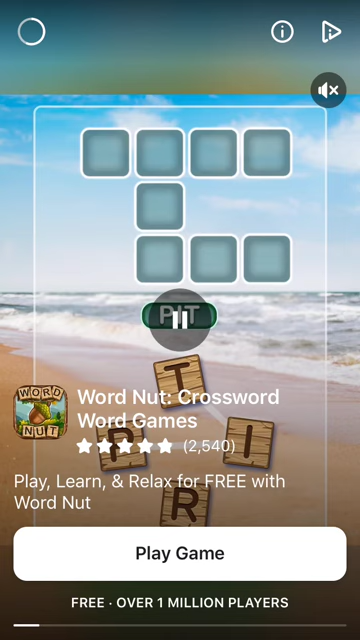 PIT
T
Word Nut: Crossword
Word Games
WORD
NUT
(2,540)
P
I
Play, Learn, & Relax for FREE with
Word Nut
R
Play Game
FREE · OVER 1 MILLION PLAYERS